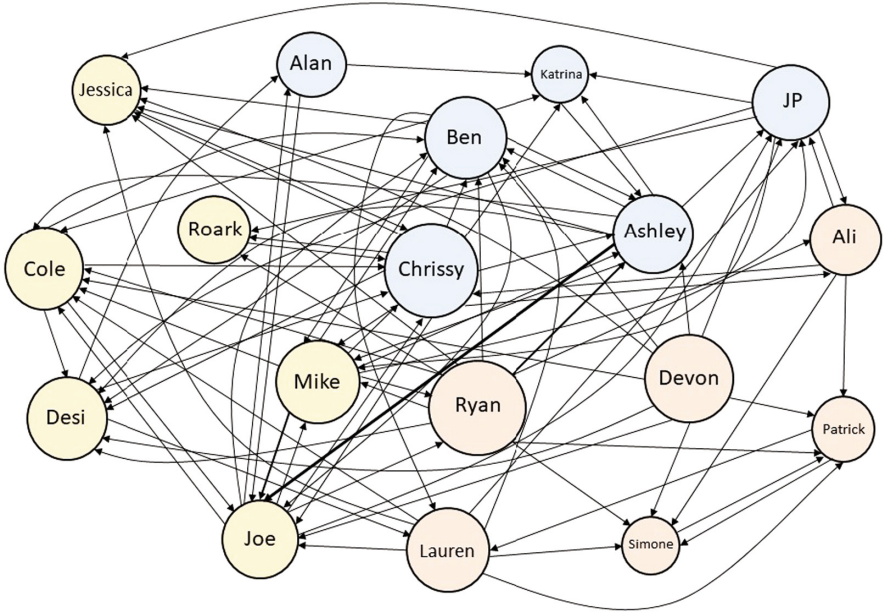 Jessica
Alan
Katrina
JP
Ben
Roark
Ashley
Ali
Cole
Chrissy
Mike
Ryan
Devon
Desi
Patrick
Joe
Lauren
Simone